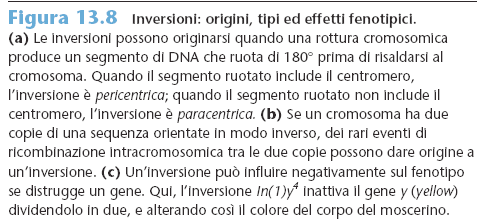 Figura 13.8 Inversioni: origini, tipi ed effetti fenotipici.
(a) Le inversioni possono originarsi quando una rottura cromosomica
produce un segmento di DNA che ruota di 180° prima di risaldarsi al
cromosoma. Quando il segmento ruotato include il centromero,
l'inversione è pericentrica; quando il segmento ruotato non include il
centromero, l'inversione è paracentrica. (b) Se un cromosoma ha due
copie di una sequenza orientate in modo inverso, dei rari eventi di
ricombinazione intracromosomica tra le due copie possono dare origine a
un'inversione. (c) Un'inversione può influire negativamente sul fenotipo
se distrugge un gene. Qui, l'inversione In(1)y⁴ inattiva il gene y (yellow)
dividendolo in due, e alterando così il colore del corpo del moscerino.